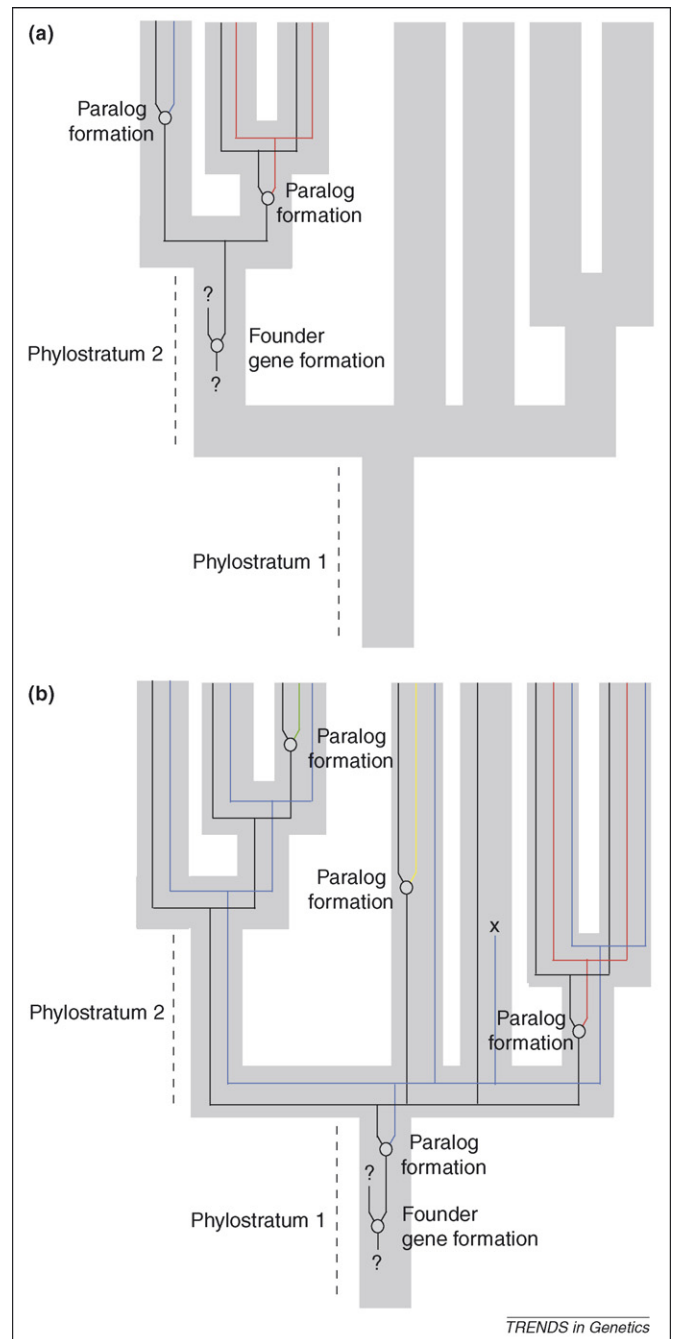 (a)
Paralog
formation
Paralog
formation
?
Founder
gene formation
Phylostratum 2
?
Phylostratum 1
(b)
Paralog
formation
Paralog
formation
x
Phylostratum 2
Paralog
formation
Paralog
formation
?
Phylostratum 1
Founder
gene formation
?
TRENDS in Genetics